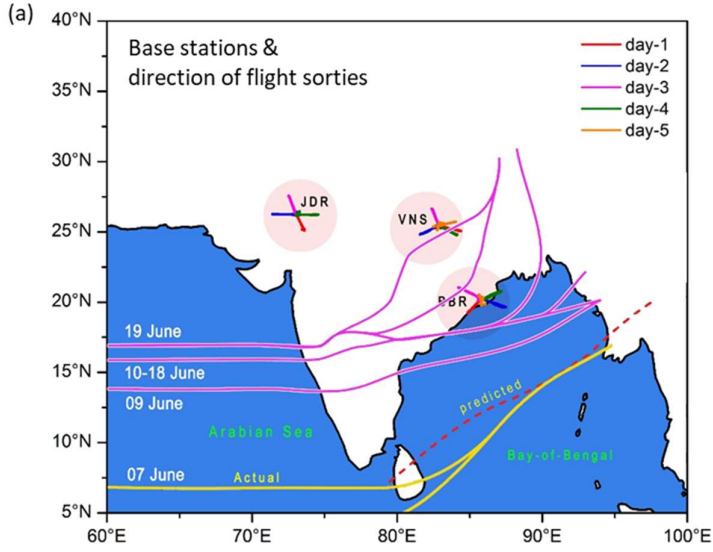 (a)
Base stations &
direction of flight sorties
day-1
day-2
day-3
day-4
day-5
40°N
35°N
30°N
25°N
20°N
15°N
10°N
5°N
JDR
VNS
BBR
19 June
10-18 June
09 June
predicted
Arabian Sea
Bay-of-Bengal
07 June
Actual
60°E
70°E
80°E
90°E
100°E